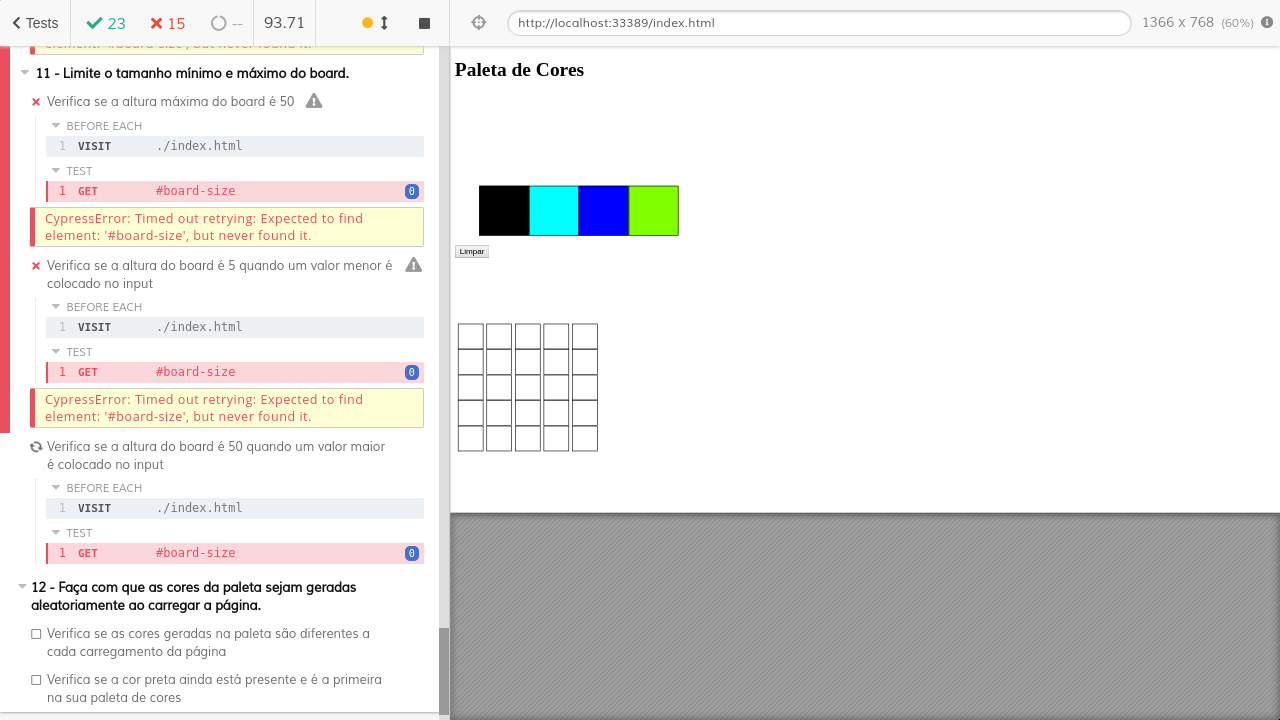 Tests 23 15 -- 93.71 http://localhost:33389/index.html 1366 x 768 (60%)
element: '#board-size', but never found it.
11 - Limite o tamanho mínimo e máximo do board.
Verifica se a altura máxima do board é 50
BEFORE EACH
1 VISIT ./index.html
TEST
1 GET #board-size 0
CypressError: Timed out retrying: Expected to find
element: '#board-size', but never found it.
Verifica se a altura do board é 5 quando um valor menor é
colocado no input
BEFORE EACH
1 VISIT ./index.html
TEST
1 GET #board-size 0
CypressError: Timed out retrying: Expected to find
element: '#board-size', but never found it.
Verifica se a altura do board é 50 quando um valor maior
é colocado no input
BEFORE EACH
1 VISIT ./index.html
TEST
1 GET #board-size 0
12 - Faça com que as cores da paleta sejam geradas
aleatoriamente ao carregar a página.
Verifica se as cores geradas na paleta são diferentes a
cada carregamento da página
Verifica se a cor preta ainda está presente e é a primeira
na sua paleta de cores
Paleta de Cores
Limpar